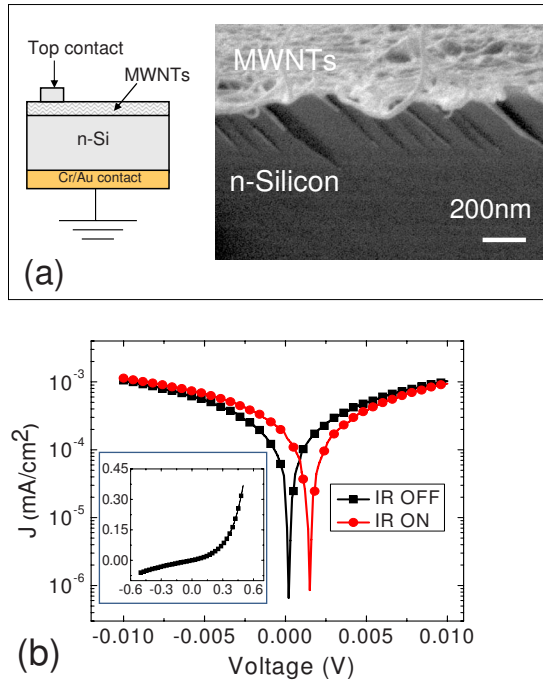 Top contact
MWNTs
n-Si
Cr/Au contact
(a)
MWNTs
n-Silicon
200nm
10⁻³
10⁻⁴
10⁻⁵
10⁻⁶
J (mA/cm²)
IR OFF
IR ON
0.45
0.30
0.15
0.00
-0.6 -0.3 0.0 0.3 0.6
-0.010 -0.005 0.000 0.005 0.010
Voltage (V)
(b)